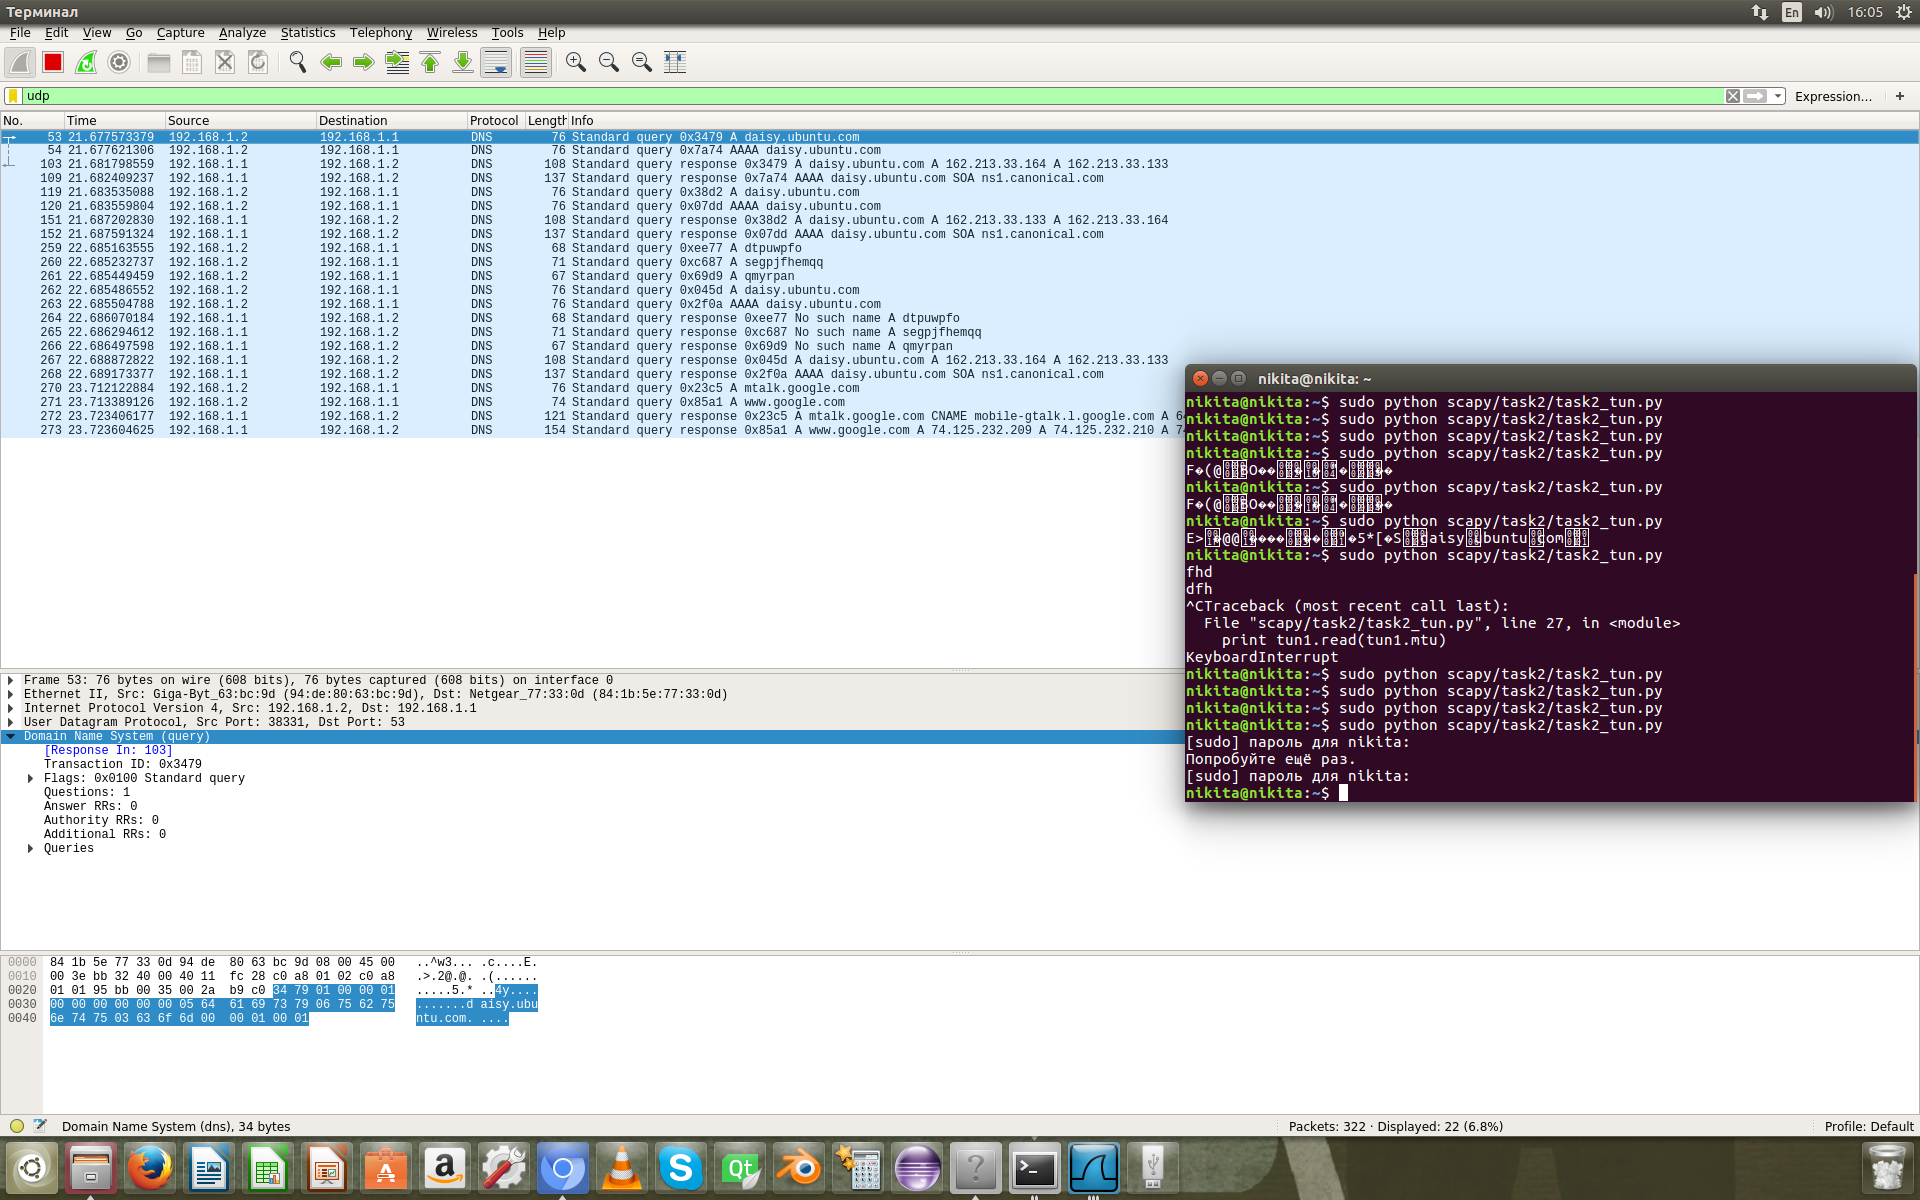 Терминал
En 16:05
File Edit View Go Capture Analyze Statistics Telephony Wireless Tools Help
udp
Expression… +
No. Time Source Destination Protocol Length Info
53 21.677573379 192.168.1.2 192.168.1.1 DNS 76 Standard query 0x3479 A daisy.ubuntu.com
54 21.677621306 192.168.1.2 192.168.1.1 DNS 76 Standard query 0x7a74 AAAA daisy.ubuntu.com
103 21.681798559 192.168.1.1 192.168.1.2 DNS 108 Standard query response 0x3479 A daisy.ubuntu.com A 162.213.33.164 A 162.213.33.133
109 21.682409237 192.168.1.1 192.168.1.2 DNS 137 Standard query response 0x7a74 AAAA daisy.ubuntu.com SOA ns1.canonical.com
119 21.683535088 192.168.1.2 192.168.1.1 DNS 76 Standard query 0x38d2 A daisy.ubuntu.com
120 21.683559804 192.168.1.2 192.168.1.1 DNS 76 Standard query 0x07dd AAAA daisy.ubuntu.com
151 21.687202830 192.168.1.1 192.168.1.2 DNS 108 Standard query response 0x38d2 A daisy.ubuntu.com A 162.213.33.133 A 162.213.33.164
152 21.687591324 192.168.1.1 192.168.1.2 DNS 137 Standard query response 0x07dd AAAA daisy.ubuntu.com SOA ns1.canonical.com
259 22.685163555 192.168.1.2 192.168.1.1 DNS 68 Standard query 0xee77 A dtpuwpfo
260 22.685232737 192.168.1.2 192.168.1.1 DNS 71 Standard query 0xc687 A segpjfhemqq
261 22.685449459 192.168.1.2 192.168.1.1 DNS 67 Standard query 0x69d9 A qmyrpan
262 22.685486552 192.168.1.2 192.168.1.1 DNS 76 Standard query 0x045d A daisy.ubuntu.com
263 22.685504788 192.168.1.2 192.168.1.1 DNS 76 Standard query 0x2f0a AAAA daisy.ubuntu.com
264 22.686070184 192.168.1.1 192.168.1.2 DNS 68 Standard query response 0xee77 No such name A dtpuwpfo
265 22.686294612 192.168.1.1 192.168.1.2 DNS 71 Standard query response 0xc687 No such name A segpjfhemqq
266 22.686497598 192.168.1.1 192.168.1.2 DNS 67 Standard query response 0x69d9 No such name A qmyrpan
267 22.688872822 192.168.1.1 192.168.1.2 DNS 108 Standard query response 0x045d A daisy.ubuntu.com A 162.213.33.164 A 162.213.33.133
268 22.689173377 192.168.1.1 192.168.1.2 DNS 137 Standard query response 0x2f0a AAAA daisy.ubuntu.com SOA ns1.canonical.com
270 23.712122884 192.168.1.2 192.168.1.1 DNS 76 Standard query 0x23c5 A mtalk.google.com
271 23.713389126 192.168.1.2 192.168.1.1 DNS 74 Standard query 0x85a1 A www.google.com
272 23.723406177 192.168.1.1 192.168.1.2 DNS 121 Standard query response 0x23c5 A mtalk.google.com CNAME mobile-gtalk.l.google.com A 6
273 23.723604625 192.168.1.1 192.168.1.2 DNS 154 Standard query response 0x85a1 A www.google.com A 74.125.232.209 A 74.125.232.210 A 7
nikita@nikita: ~
nikita@nikita:~$ sudo python scapy/task2/task2_tun.py
nikita@nikita:~$ sudo python scapy/task2/task2_tun.py
nikita@nikita:~$ sudo python scapy/task2/task2_tun.py
nikita@nikita:~$ sudo python scapy/task2/task2_tun.py
nikita@nikita:~$ sudo python scapy/task2/task2_tun.py
nikita@nikita:~$ sudo python scapy/task2/task2_tun.py
nikita@nikita:~$ sudo python scapy/task2/task2_tun.py
fhd
dfh
^CTraceback (most recent call last):
File "scapy/task2/task2_tun.py", line 27, in <module>
print tun1.read(tun1.mtu)
KeyboardInterrupt
nikita@nikita:~$ sudo python scapy/task2/task2_tun.py
nikita@nikita:~$ sudo python scapy/task2/task2_tun.py
nikita@nikita:~$ sudo python scapy/task2/task2_tun.py
nikita@nikita:~$ sudo python scapy/task2/task2_tun.py
[sudo] пароль для nikita:
Попробуйте ещё раз.
[sudo] пароль для nikita:
nikita@nikita:~$
Frame 53: 76 bytes on wire (608 bits), 76 bytes captured (608 bits) on interface 0
Ethernet II, Src: Giga-Byt_63:bc:9d (94:de:80:63:bc:9d), Dst: Netgear_77:33:0d (84:1b:5e:77:33:0d)
Internet Protocol Version 4, Src: 192.168.1.2, Dst: 192.168.1.1
User Datagram Protocol, Src Port: 38331, Dst Port: 53
Domain Name System (query)
[Response In: 103]
Transaction ID: 0x3479
Flags: 0x0100 Standard query
Questions: 1
Answer RRs: 0
Authority RRs: 0
Additional RRs: 0
Queries
0000 84 1b 5e 77 33 0d 94 de 80 63 bc 9d 08 00 45 00 ..^w3... .c....E.
0010 00 3e bb 32 40 00 40 11 fc 28 c0 a8 01 02 c0 a8 .>.2@.@. .(......
0020 01 01 95 bb 00 35 00 2a b9 c0 34 79 01 00 00 01 .....5.* ..4y....
0030 00 00 00 00 00 00 05 64 61 69 73 79 06 75 62 75 .......d aisy.ubu
0040 6e 74 75 03 63 6f 6d 00 00 01 00 01 ntu.com. ....
Domain Name System (dns), 34 bytes
Packets: 322 · Displayed: 22 (6.8%)
Profile: Default